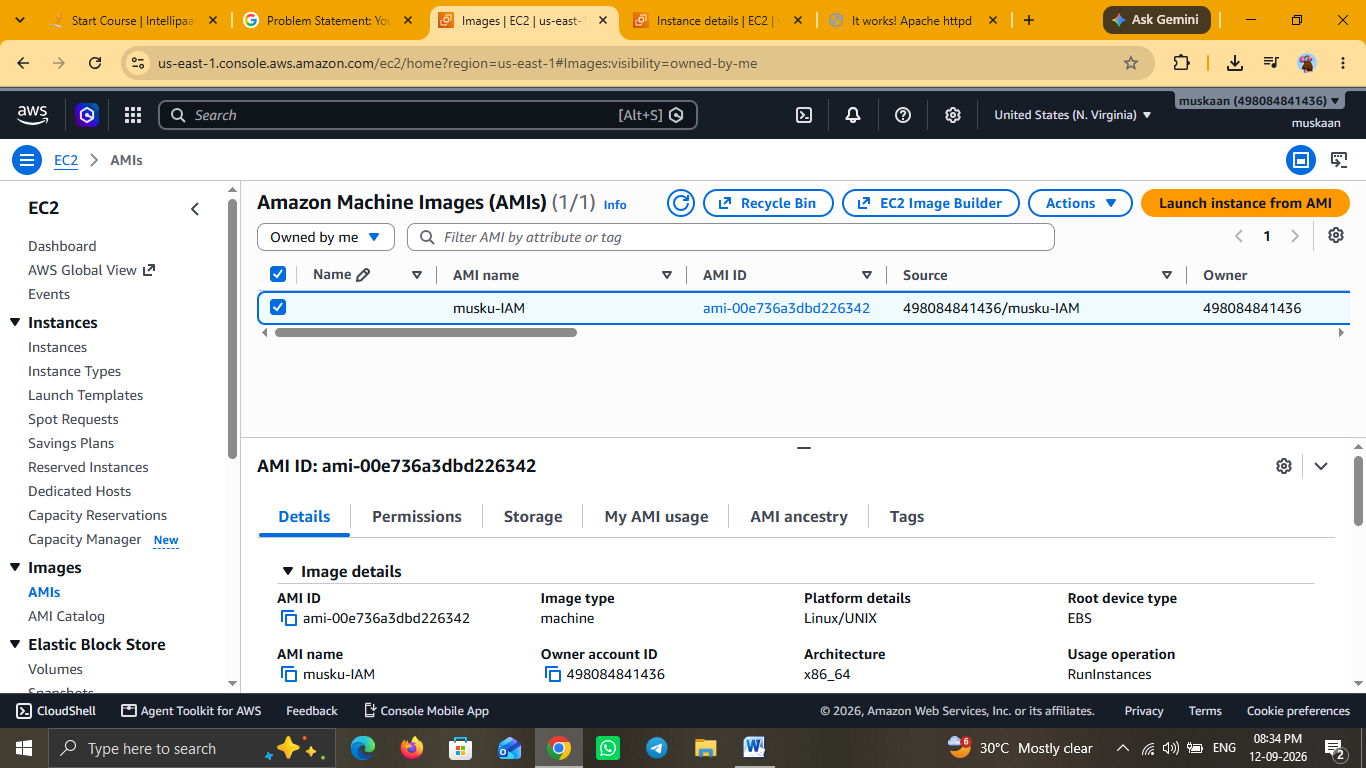 Start Course | Intellipaa
Problem Statement: You
Images | EC2 | us-east-1
Instance details | EC2 | u
It works! Apache httpd
Ask Gemini
us-east-1.console.aws.amazon.com/ec2/home?region=us-east-1#Images:visibility=owned-by-me
aws
Search
[Alt+S]
United States (N. Virginia)
muskaan (498084841436)
muskaan
EC2
AMIs
EC2
Dashboard
AWS Global View
Events
Instances
Instances
Instance Types
Launch Templates
Spot Requests
Savings Plans
Reserved Instances
Dedicated Hosts
Capacity Reservations
Capacity Manager New
Images
AMIs
AMI Catalog
Elastic Block Store
Volumes
Snapshots
Amazon Machine Images (AMIs) (1/1) Info
Recycle Bin
EC2 Image Builder
Actions
Launch instance from AMI
Owned by me
Filter AMI by attribute or tag
1
Name AMI name AMI ID Source Owner
musku-IAM ami-00e736a3dbd226342 498084841436/musku-IAM 498084841436
AMI ID: ami-00e736a3dbd226342
Details Permissions Storage My AMI usage AMI ancestry Tags
Image details
AMI ID Image type Platform details Root device type
ami-00e736a3dbd226342 machine Linux/UNIX EBS
AMI name Owner account ID Architecture Usage operation
musku-IAM 498084841436 x86_64 RunInstances
CloudShell Agent Toolkit for AWS Feedback Console Mobile App
© 2026, Amazon Web Services, Inc. or its affiliates. Privacy Terms Cookie preferences
Type here to search
6
30°C Mostly clear
ENG
08:34 PM
12-09-2026
2